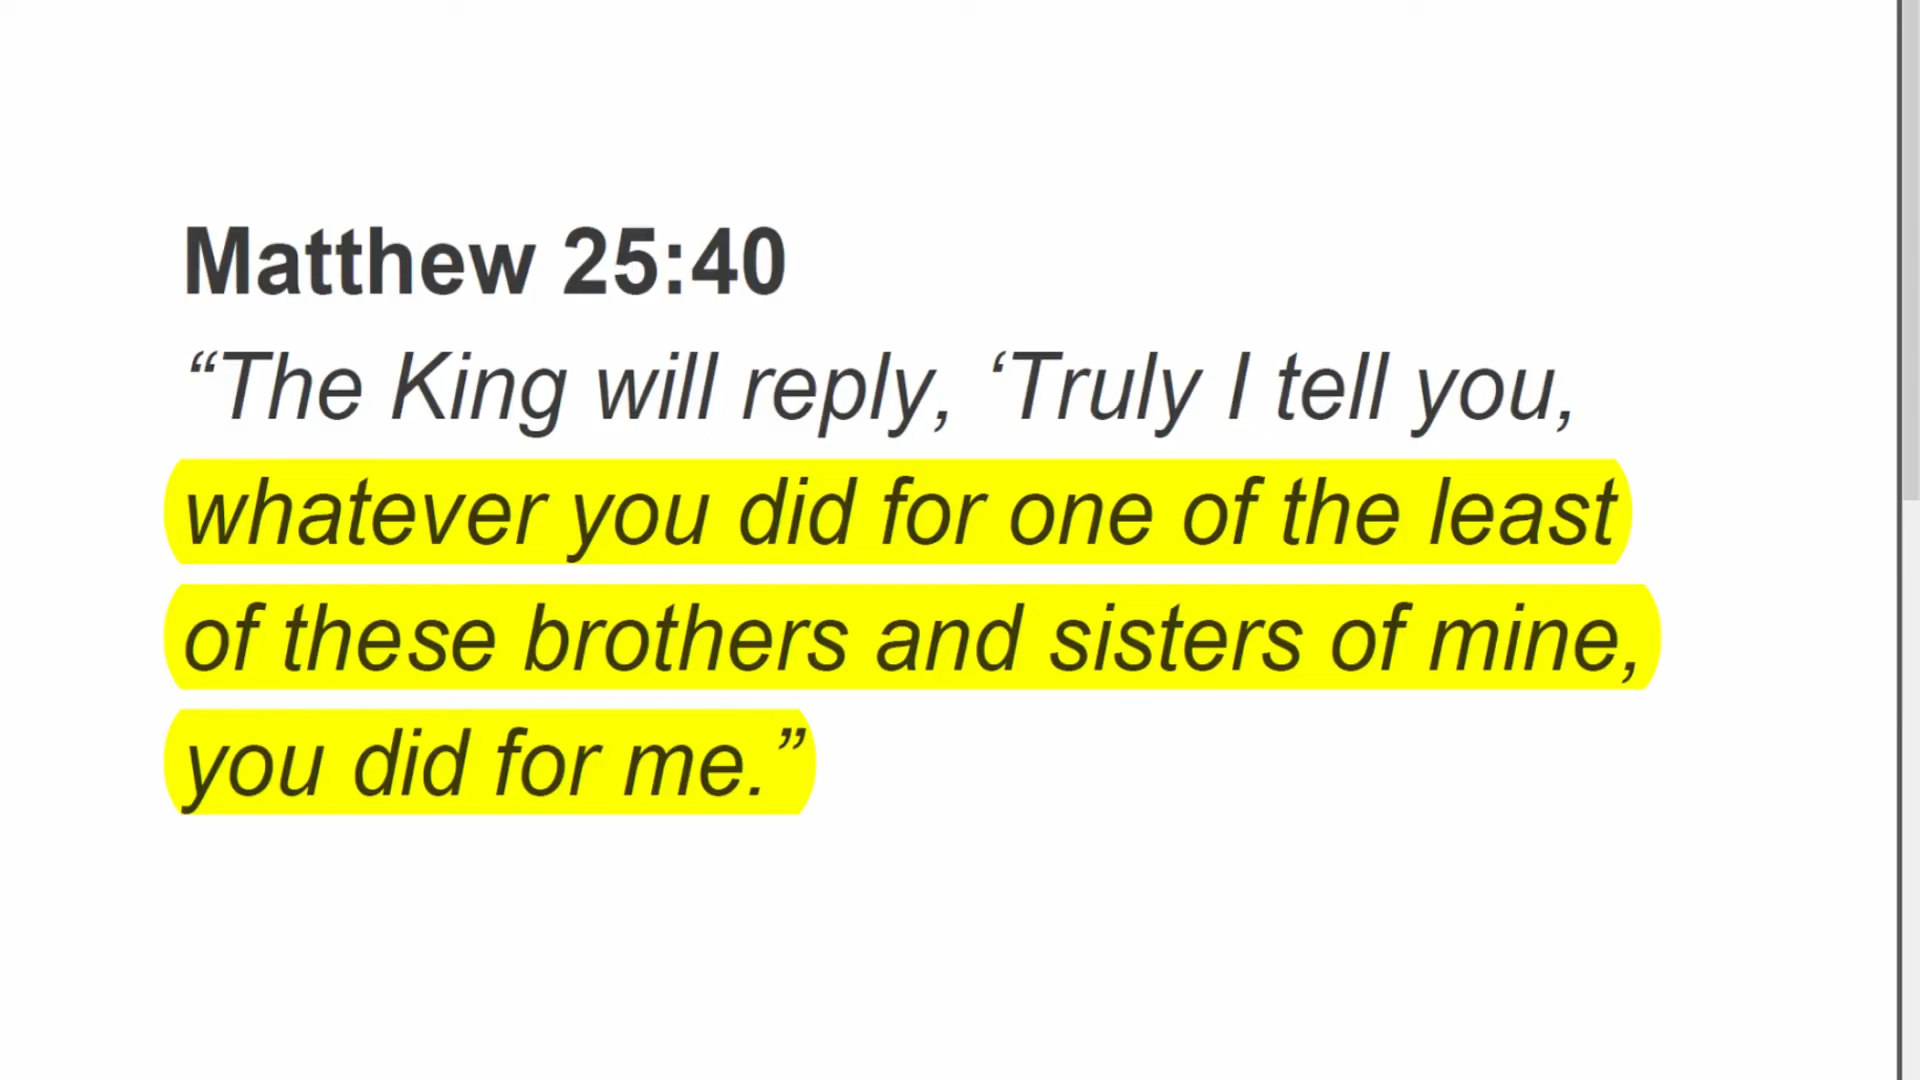 Matthew 25:40
“The King will reply, ‘Truly I tell you,
whatever you did for one of the least
of these brothers and sisters of mine,
you did for me.”